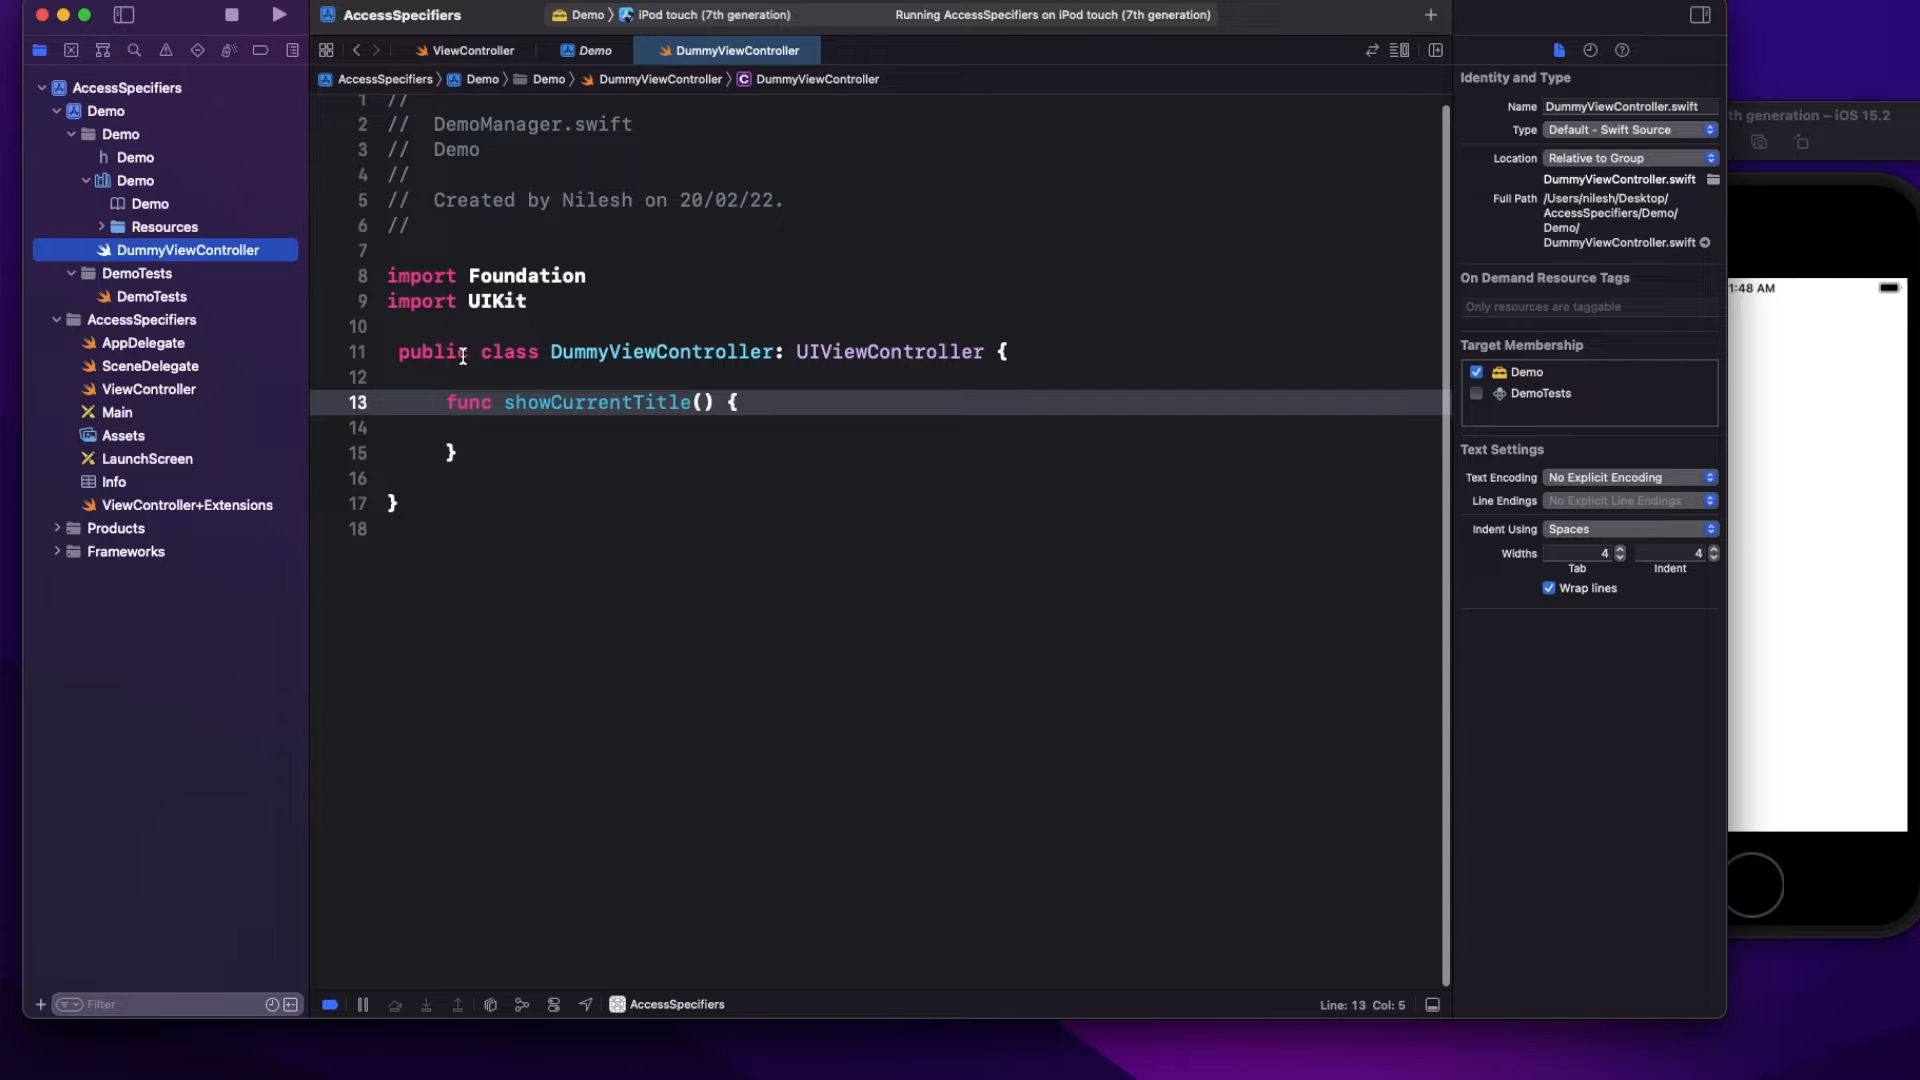 AccessSpecifiers
Demo 〉 iPod touch (7th generation)
Running AccessSpecifiers on iPod touch (7th generation)
ViewController
Demo
DummyViewController
AccessSpecifiers 〉 Demo 〉 Demo 〉 DummyViewController 〉 C DummyViewController
AccessSpecifiers
Demo
Demo
h Demo
Demo
Demo
Resources
DummyViewController
DemoTests
DemoTests
AccessSpecifiers
AppDelegate
SceneDelegate
ViewController
Main
Assets
LaunchScreen
Info
ViewController+Extensions
Products
Frameworks
Filter
1 //
2 // DemoManager.swift
3 // Demo
4 //
5 // Created by Nilesh on 20/02/22.
6 //
7
8 import Foundation
9 import UIKit
10
11 public class DummyViewController: UIViewController {
12
13 func showCurrentTitle() {
14
15 }
16
17 }
18
AccessSpecifiers
Line: 13 Col: 5
Identity and Type
Name DummyViewController.swift
Type Default - Swift Source
Location Relative to Group
DummyViewController.swift
Full Path /Users/nilesh/Desktop/
AccessSpecifiers/Demo/
Demo/
DummyViewController.swift
On Demand Resource Tags
Only resources are taggable
Target Membership
Demo
DemoTests
Text Settings
Text Encoding No Explicit Encoding
Line Endings No Explicit Line Endings
Indent Using Spaces
Widths 4 4
Tab Indent
Wrap lines
th generation – iOS 15.2
1:48 AM